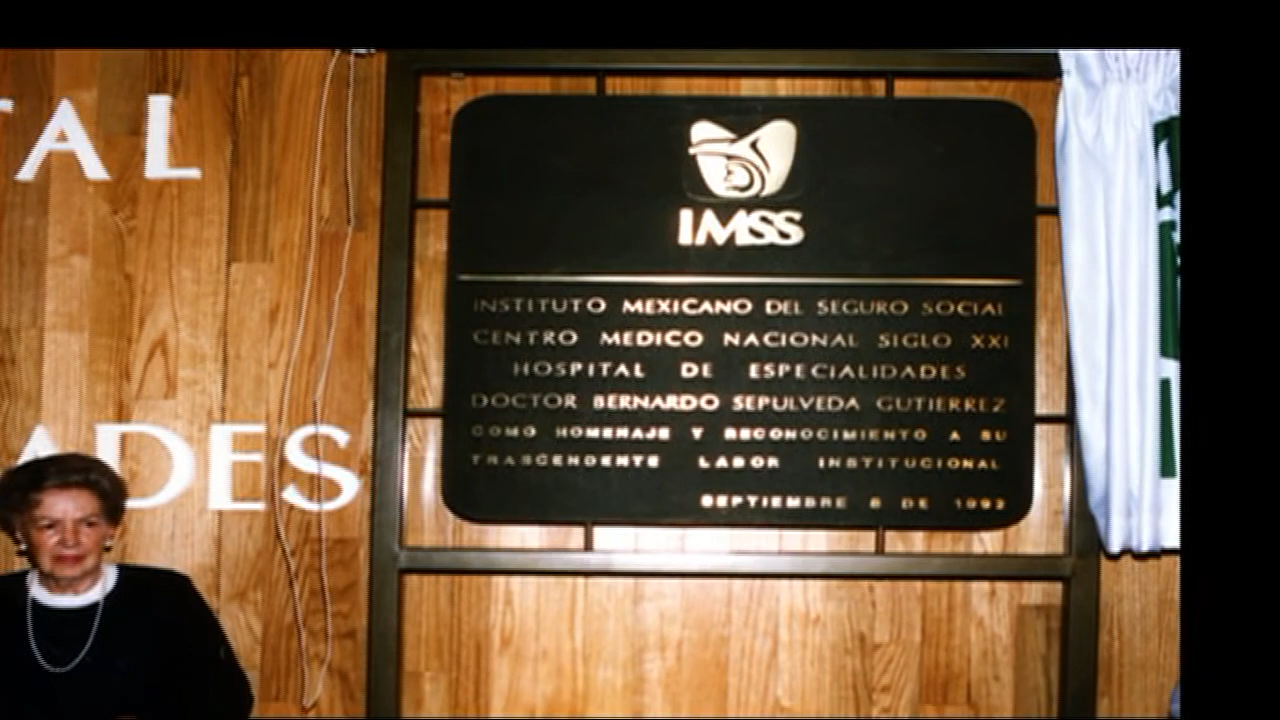 TAL
ADES
IMSS
INSTITUTO MEXICANO DEL SEGURO SOCIAL
CENTRO MEDICO NACIONAL SIGLO XXI
HOSPITAL DE ESPECIALIDADES
DOCTOR BERNARDO SEPULVEDA GUTIERREZ
COMO HOMENAJE Y RECONOCIMIENTO A SU
TRASCENDENTE LABOR INSTITUCIONAL
SEPTIEMBRE 8 DE 1992